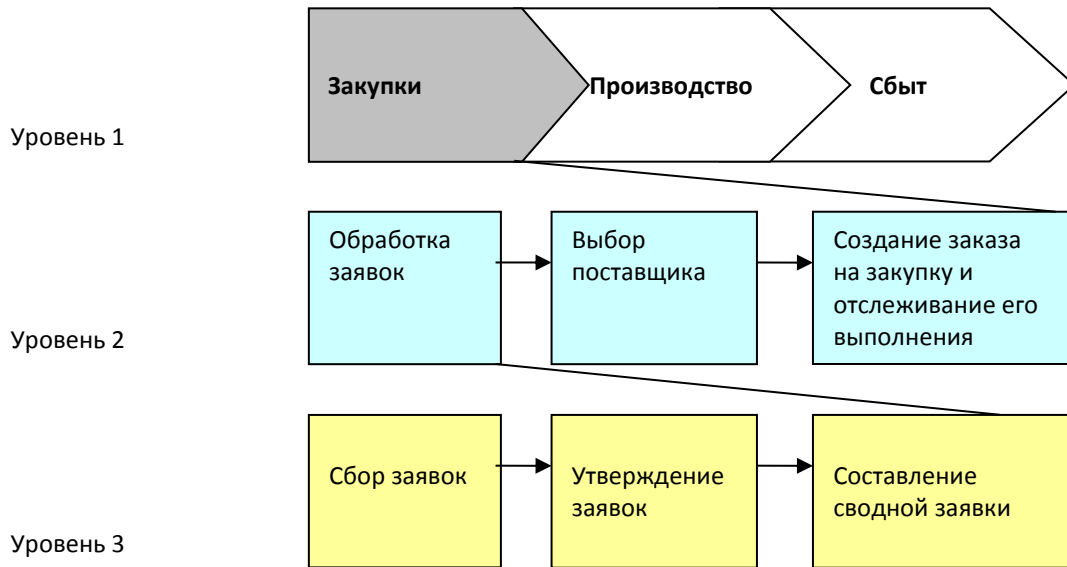 Закупки
Производство
Сбыт
Уровень 1
Обработка
заявок
Выбор
поставщика
Создание заказа
на закупку и
отслеживание его
выполнения
Уровень 2
Сбор заявок
Утверждение
заявок
Составление
сводной заявки
Уровень 3